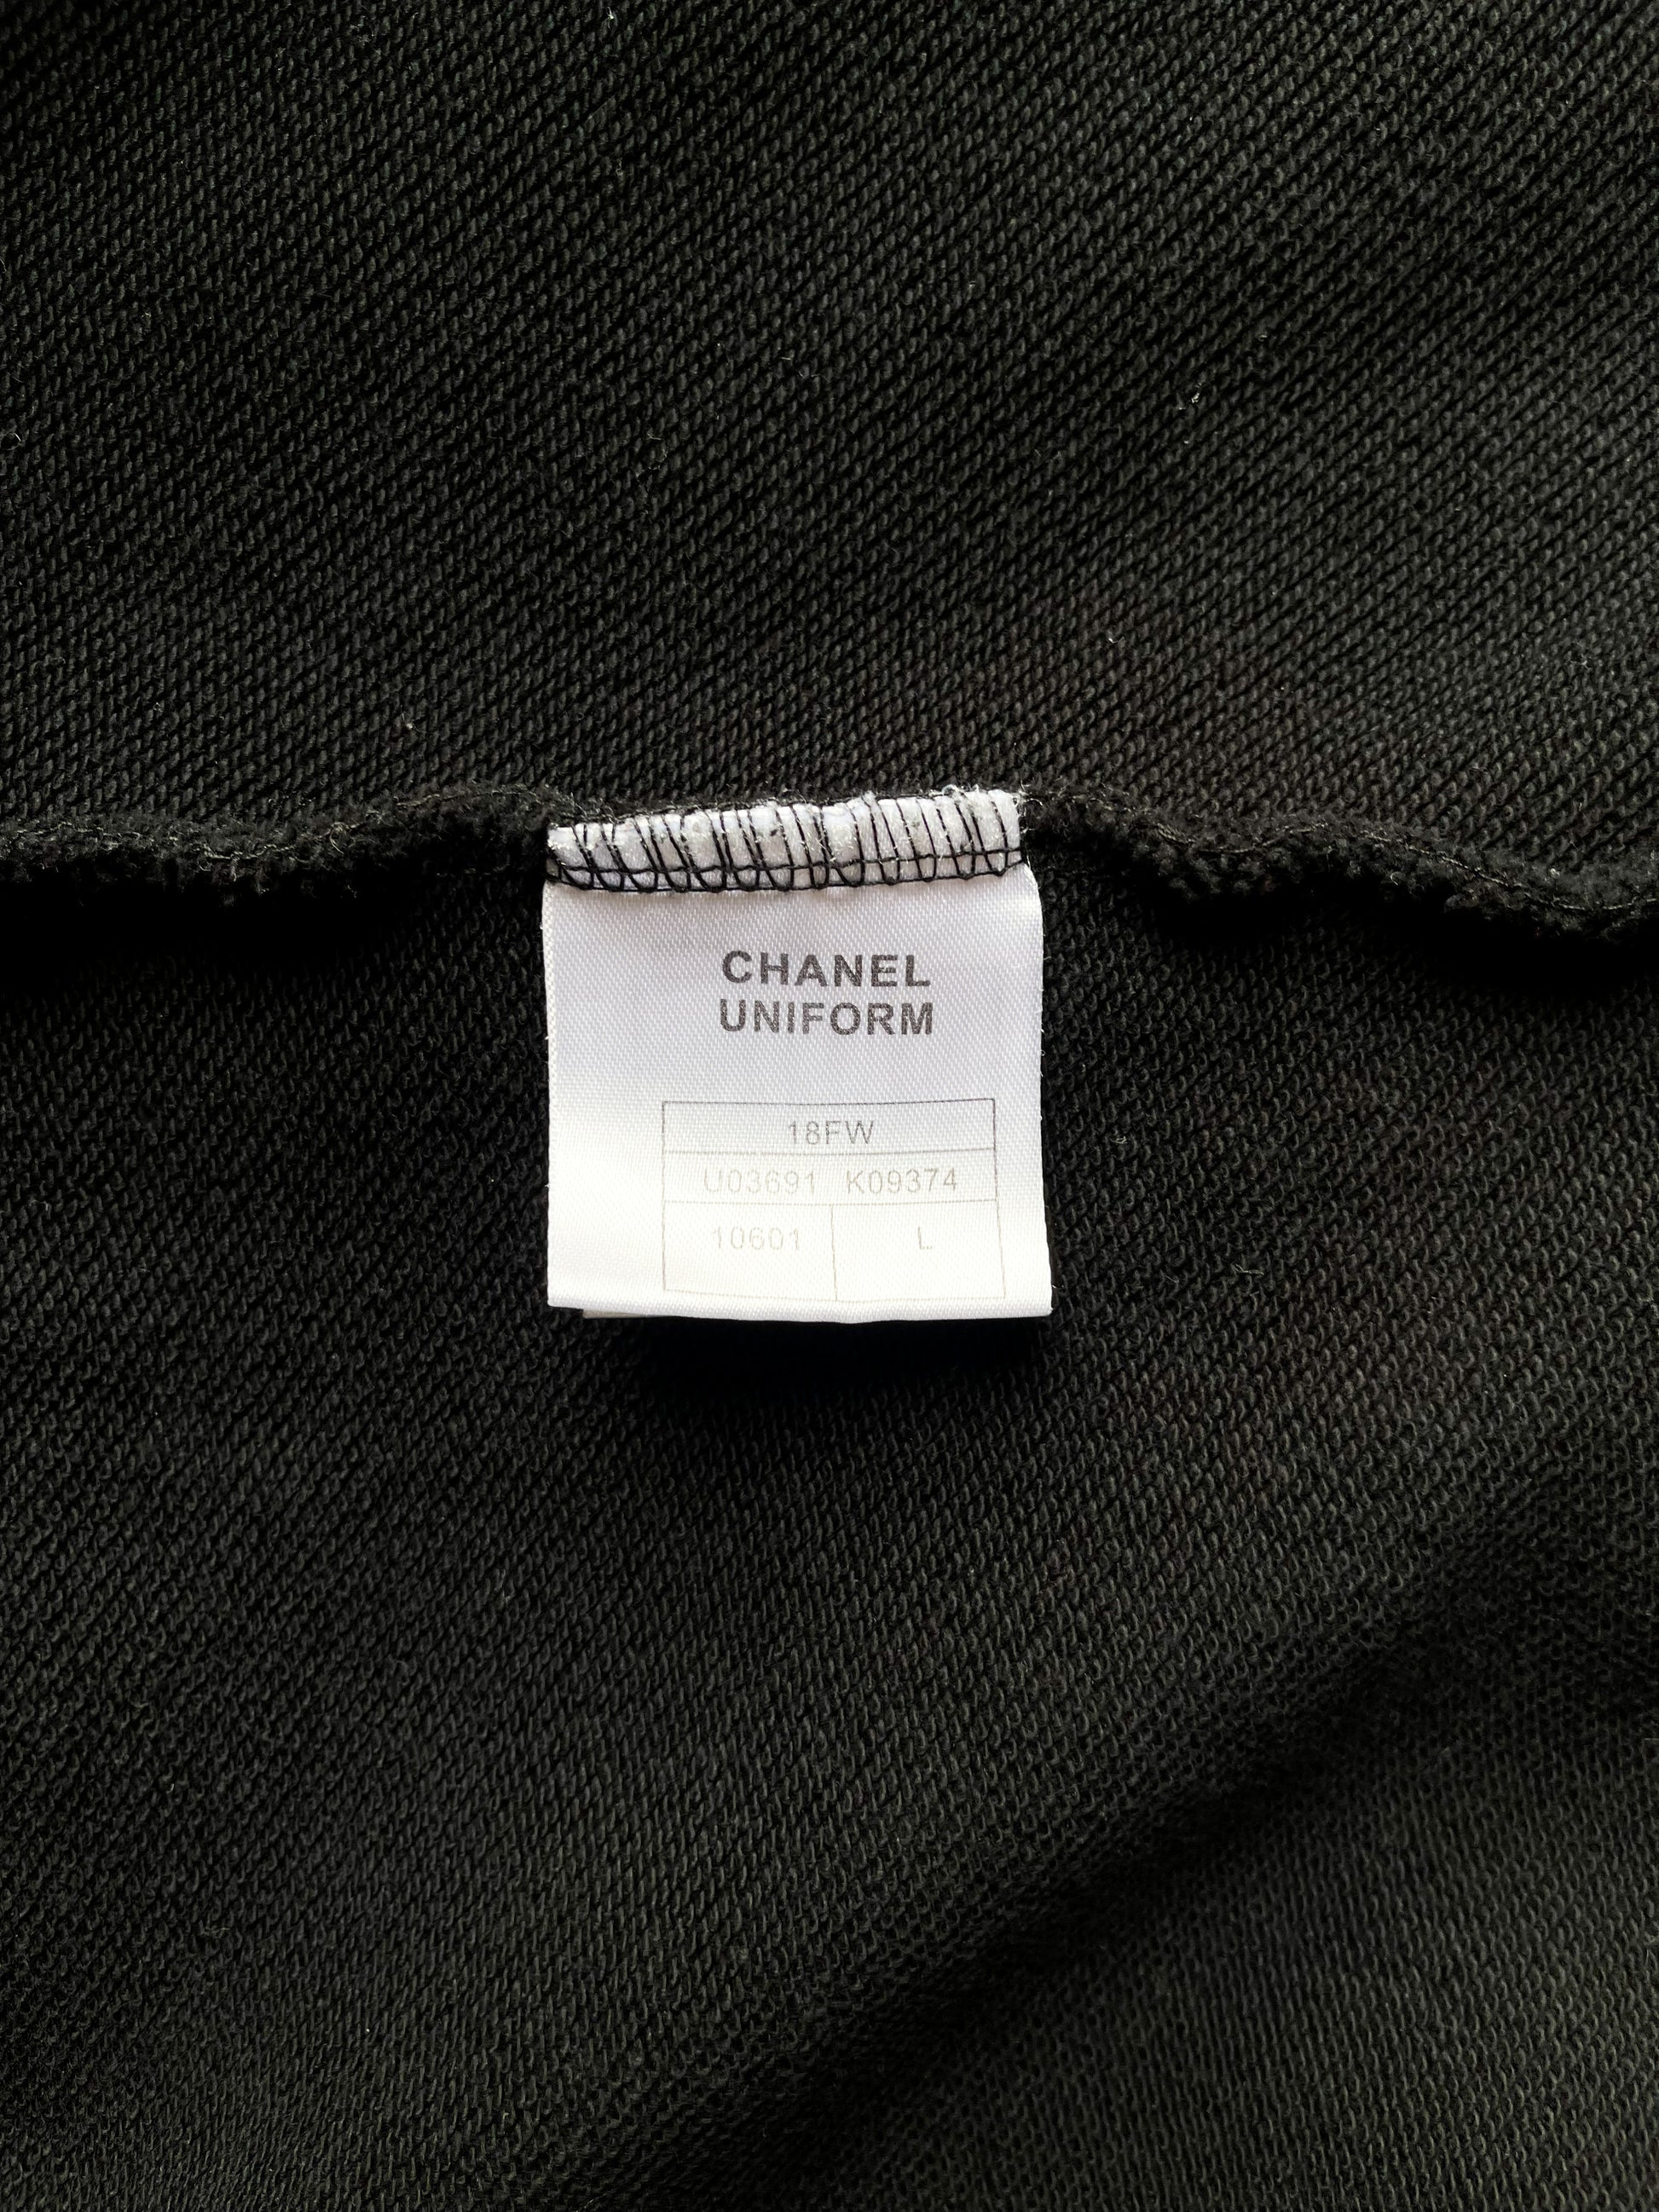 CHANEL
UNIFORM
18FW
U03691 K09374
10601 L